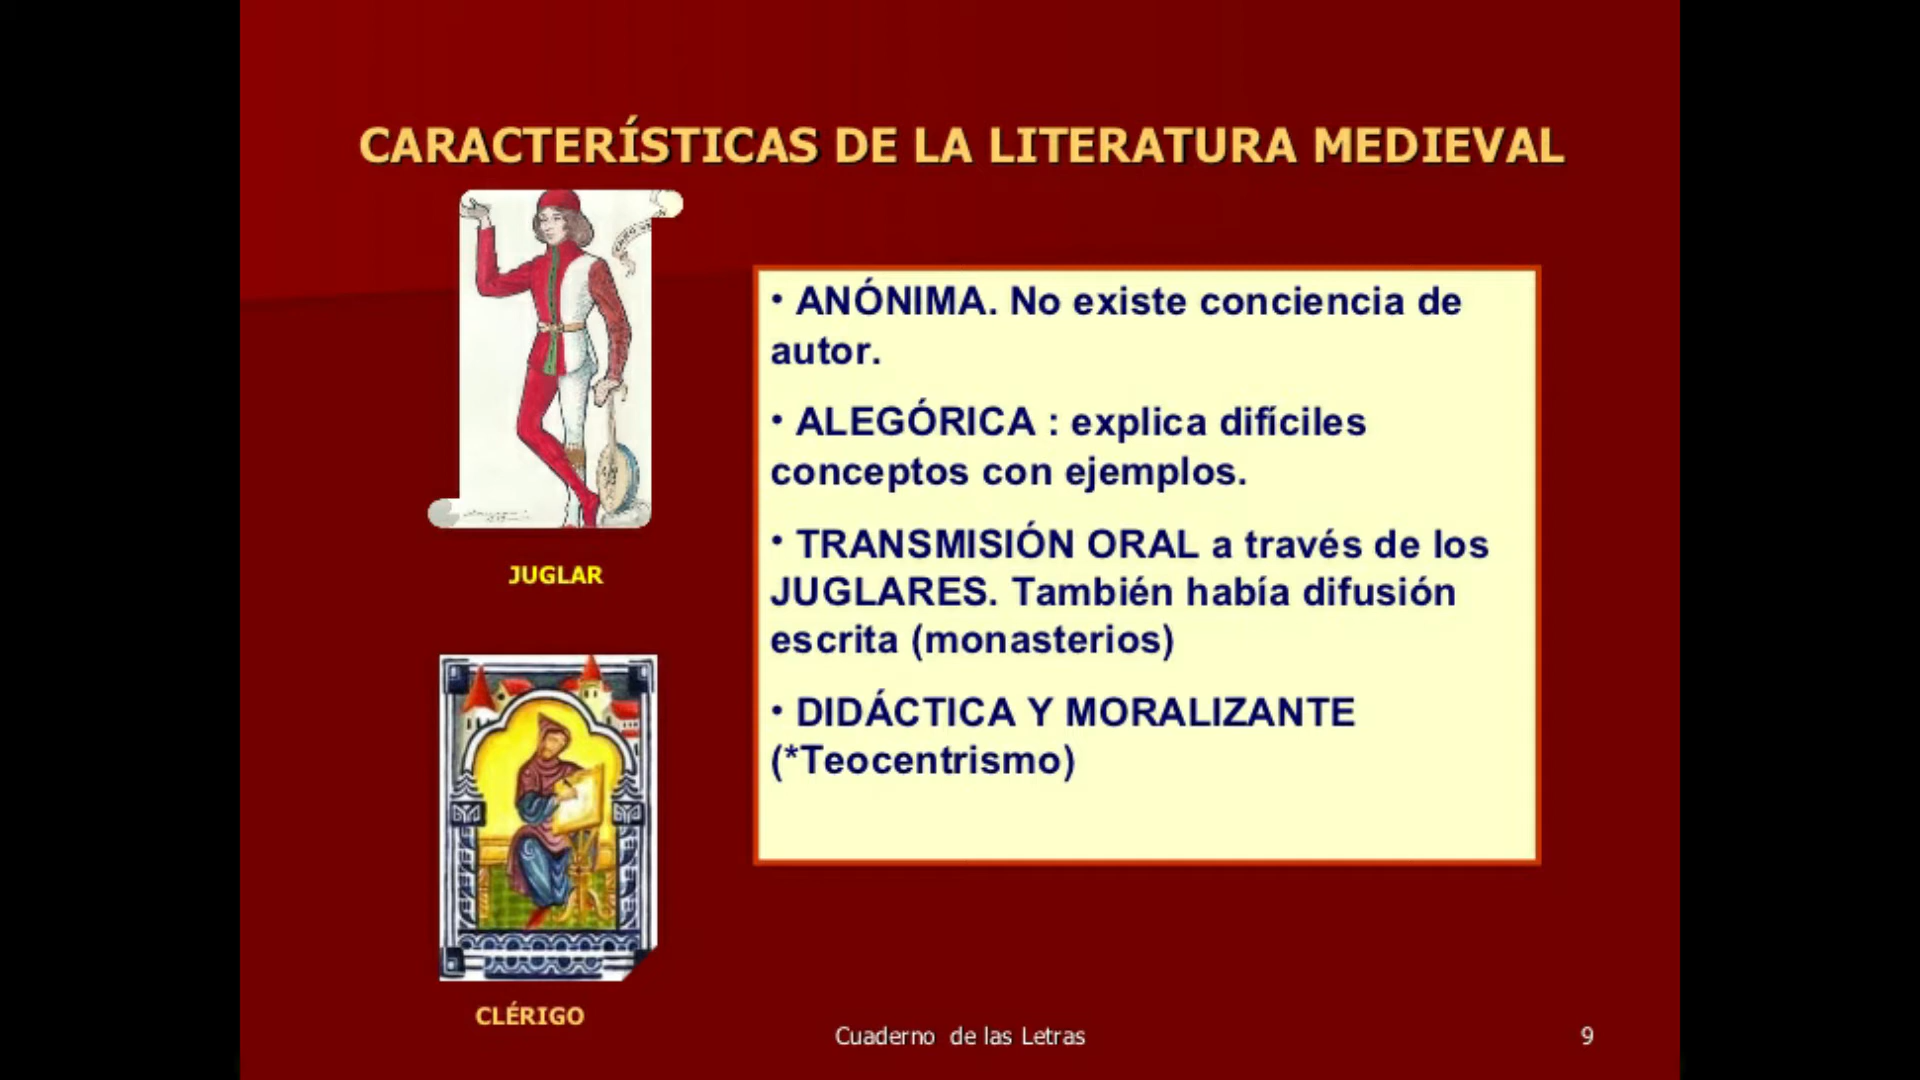 CARACTERÍSTICAS DE LA LITERATURA MEDIEVAL
• ANÓNIMA. No existe conciencia de
autor.
• ALEGÓRICA : explica difíciles
conceptos con ejemplos.
• TRANSMISIÓN ORAL a través de los
JUGLARES. También había difusión
escrita (monasterios)
• DIDÁCTICA Y MORALIZANTE
(*Teocentrismo)
JUGLAR
CLÉRIGO
Cuaderno de las Letras
9